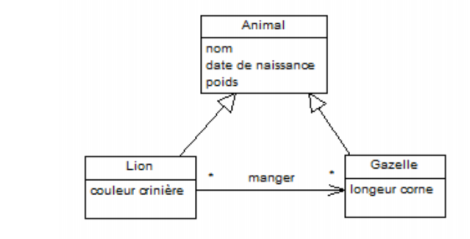 Animal
nom
date de naissance
poids
Lion
couleur crinière
* manger *
Gazelle
longeur corne